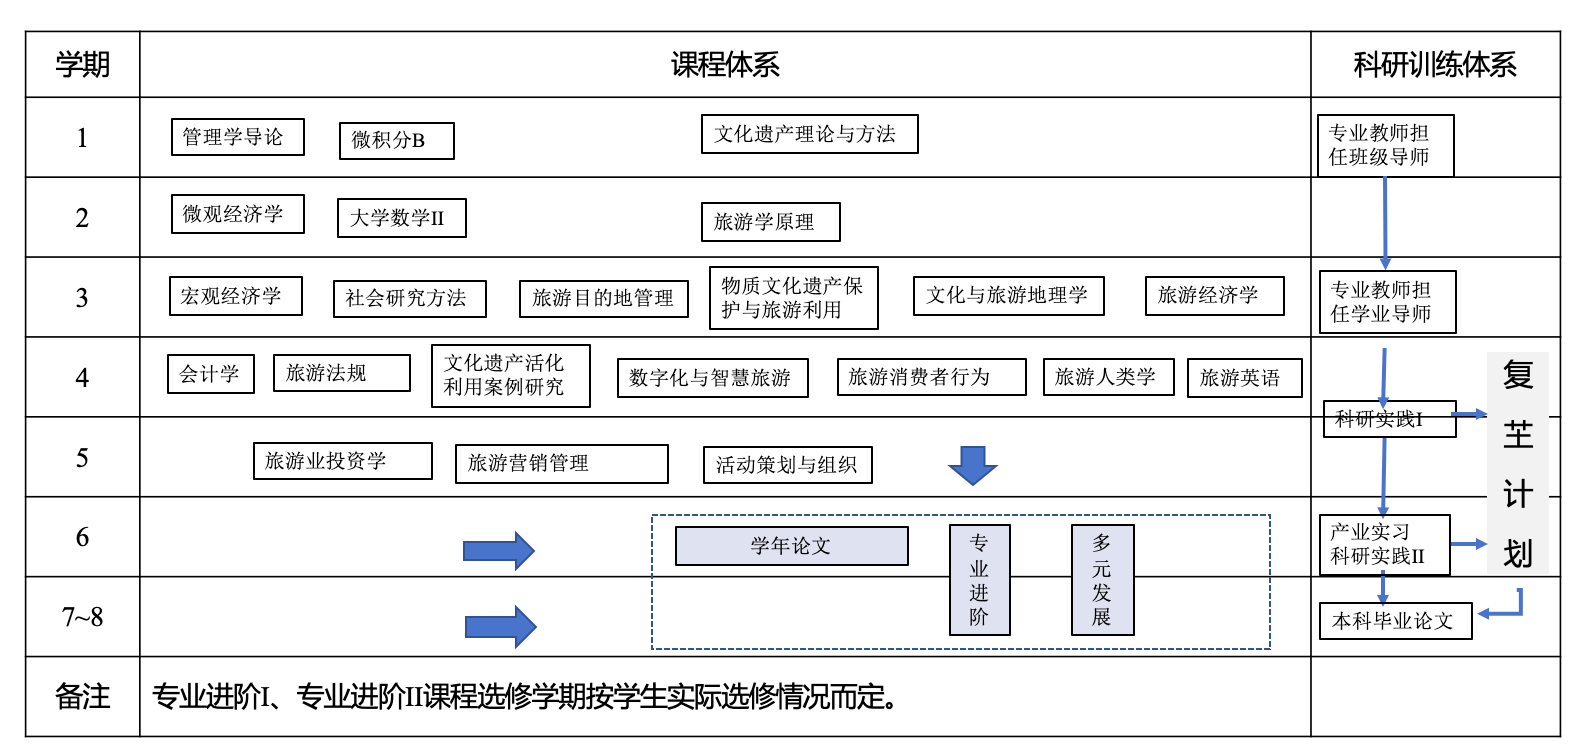 学期
课程体系
科研训练体系
1
管理学导论
微积分B
文化遗产理论与方法
专业教师担
任班级导师
2
微观经济学
大学数学II
旅游学原理
3
宏观经济学
社会研究方法
旅游目的地管理
物质文化遗产保
护与旅游利用
文化与旅游地理学
旅游经济学
专业教师担
任学业导师
4
会计学
旅游法规
文化遗产活化
利用案例研究
数字化与智慧旅游
旅游消费者行为
旅游人类学
旅游英语
科研实践I
复
芏
计
划
5
旅游业投资学
旅游营销管理
活动策划与组织
6
学年论文
专
业
进
阶
多
元
发
展
产业实习
科研实践II
7~8
本科毕业论文
备注
专业进阶I、专业进阶II课程选修学期按学生实际选修情况而定。